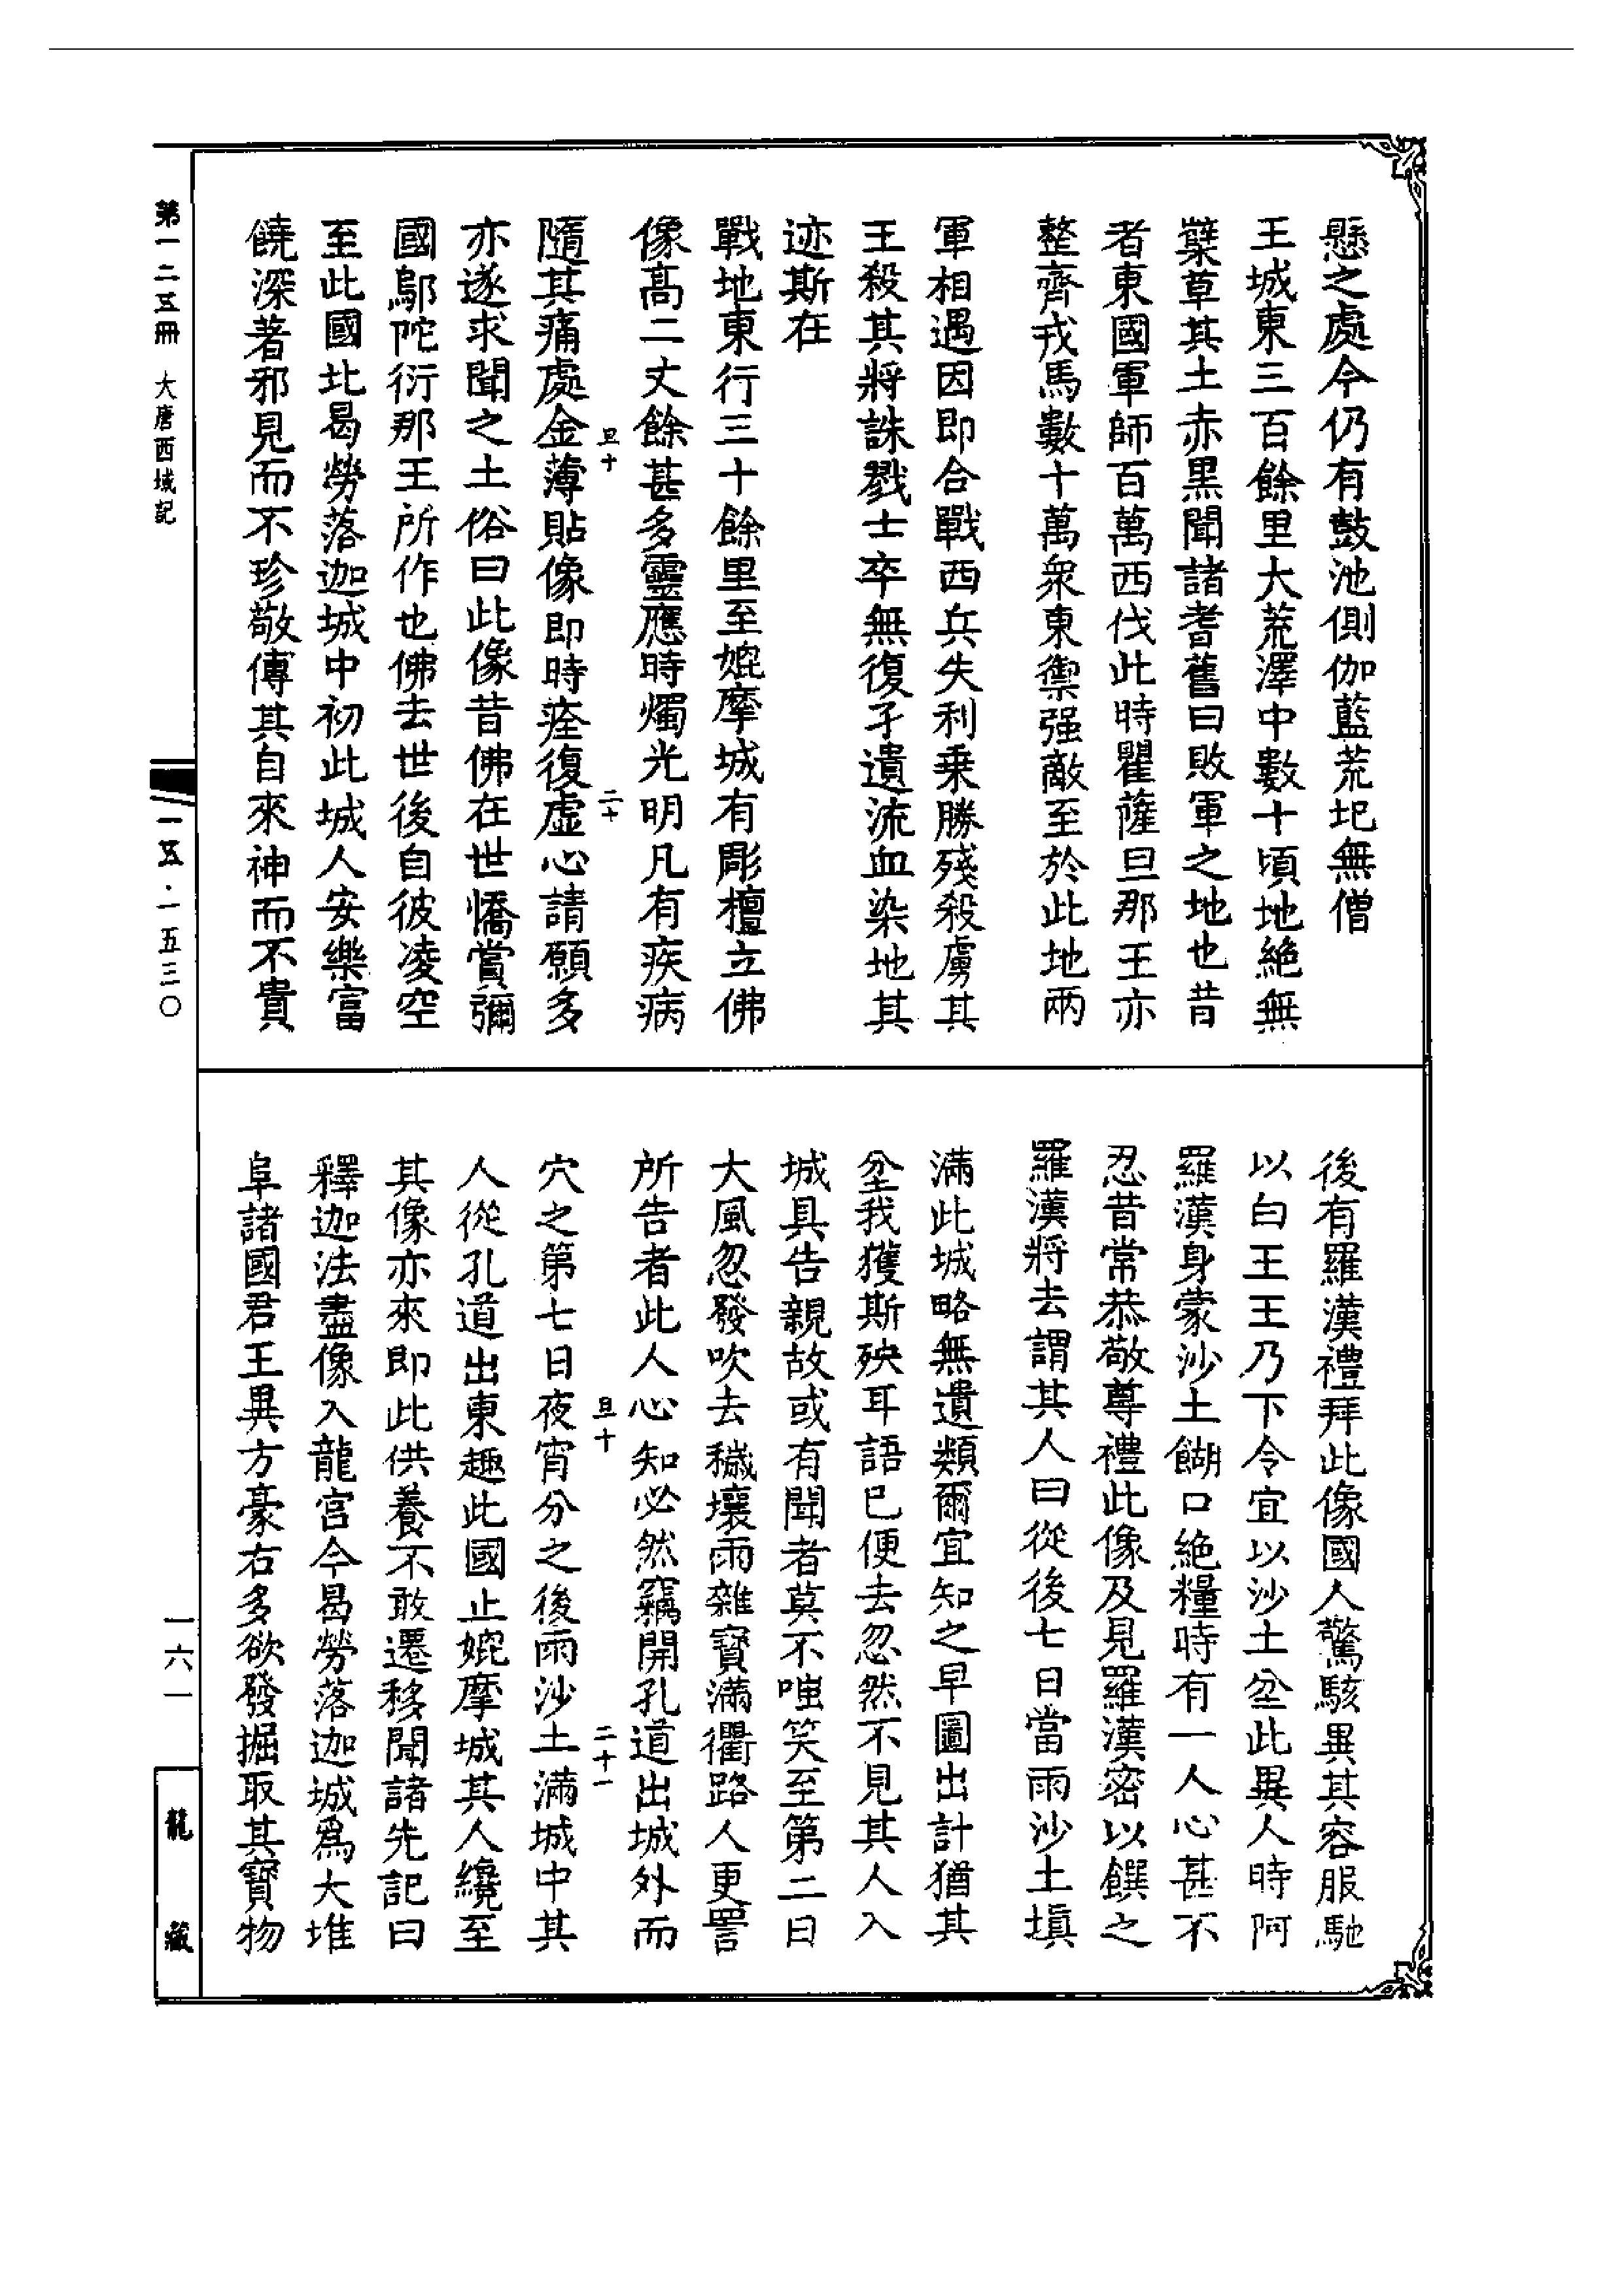 懸之處今仍有鼓池側伽藍荒圮無僧
王城東三百餘里大荒澤中數十頃地絶無
櫱草其土赤黒聞諸耆舊曰敗軍之地也昔
者東國軍師百萬西伐此時瞿薩旦那王亦
整齊戎馬數十萬衆東禦强敵至於此地兩
軍相遇因即合戰西兵失利乘勝殘殺虜其
王殺其將誅戮士卒無復孑遺流血染地其
迹斯在
戰地東行三十餘里至媲摩城有彫檀立佛
像髙二丈餘甚多靈應時燭光明凡有疾病
旦十
二十
隨其痛處金薄貼像即時痊復虛心請願多
亦遂求聞之土俗曰此像昔佛在世憍賞彌
國鄔陀衍那王所作也佛去世後自彼凌空
至此國北曷勞落迦城中初此城人安樂富
饒深著邪見而不珍敬傳其自來神而不貴
後有羅漢禮拜此像國人驚駭異其容服馳
以白王王乃下令宜以沙土坌此異人時阿
羅漢身蒙沙土餬口絶糧時有一人心甚不
忍昔常恭敬尊禮此像及見羅漢密以饌之
羅漢將去謂其人曰從後七日當雨沙土塡
滿此城略無遺類爾宜知之早圖出計猶其
坌我獲斯殃耳語已便去忽然不見其人入
城具告親故或有聞者莫不嗤笑至第二日
大風忽發吹去穢壤雨雜寶滿衢路人更詈
所告者此人心知必然竊開孔道出城外而
旦十
二十一
穴之第七日夜宵分之後雨沙土滿城中其
人從孔道出東趣此國止媲摩城其人纔至
其像亦來即此供養不敢遷移聞諸先記曰
釋迦法盡像入龍宮今曷勞落迦城爲大堆
阜諸國君王異方豪右多欲發掘取其寶物
第一二五冊 大唐西域記
一五·一五三〇
一六一
龍藏